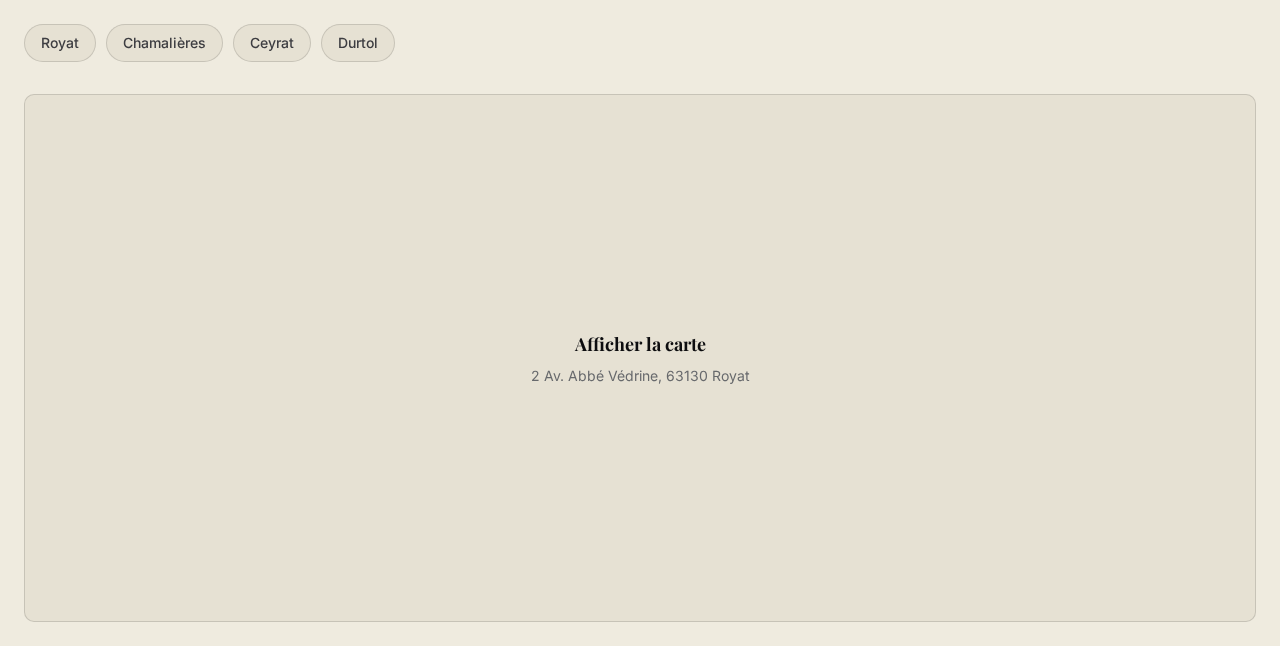 Royat
Chamalières
Ceyrat
Durtol
Afficher la carte
2 Av. Abbé Védrine, 63130 Royat